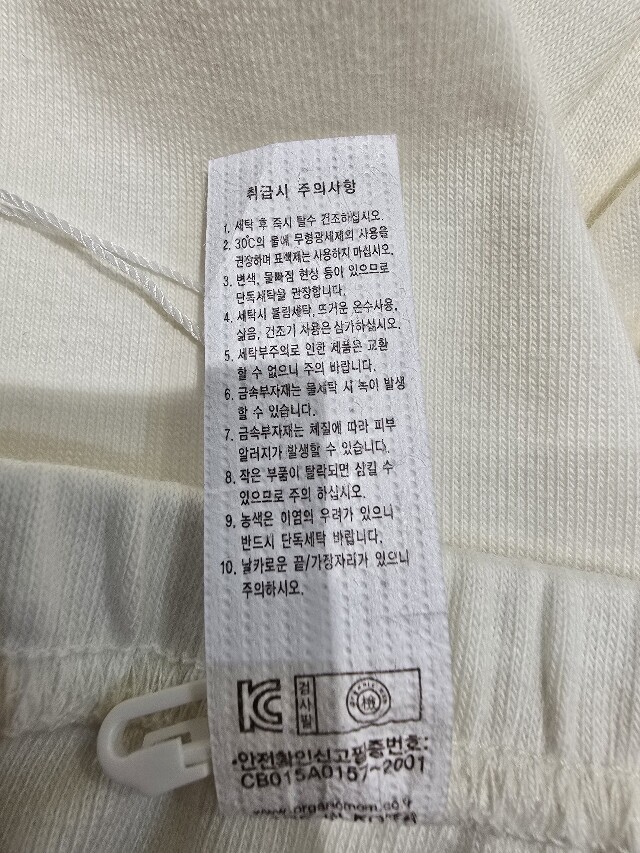 취급시 주의사항
1. 세탁 후 즉시 탈수 건조하십시오.
2. 30℃의 물에 무형광세제의 사용을
권장하며 표백제는 사용하지 마십시오.
3. 변색, 물빠짐 현상 등이 있으므로
단독세탁을 권장합니다.
4. 세탁시 불림세탁, 뜨거운 온수사용,
삶음, 건조기 사용은 삼가하십시오.
5. 세탁부주의로 인한 제품은 교환
할 수 없으니 주의 바랍니다.
6. 금속부자재는 물세탁 시 녹이 발생
할 수 있습니다.
7. 금속부자재는 체질에 따라 피부
알러지가 발생할 수 있습니다.
8. 작은 부품이 탈락되면 삼킬 수
있으므로 주의 하십시오.
9. 농색은 이염의 우려가 있으니
반드시 단독세탁 바랍니다.
10. 날카로운 끝/가장자리가 있으니
주의하시오.
검사필
•안전확인신고필증번호:
CB015A0157-2001
www.organicmom.co.